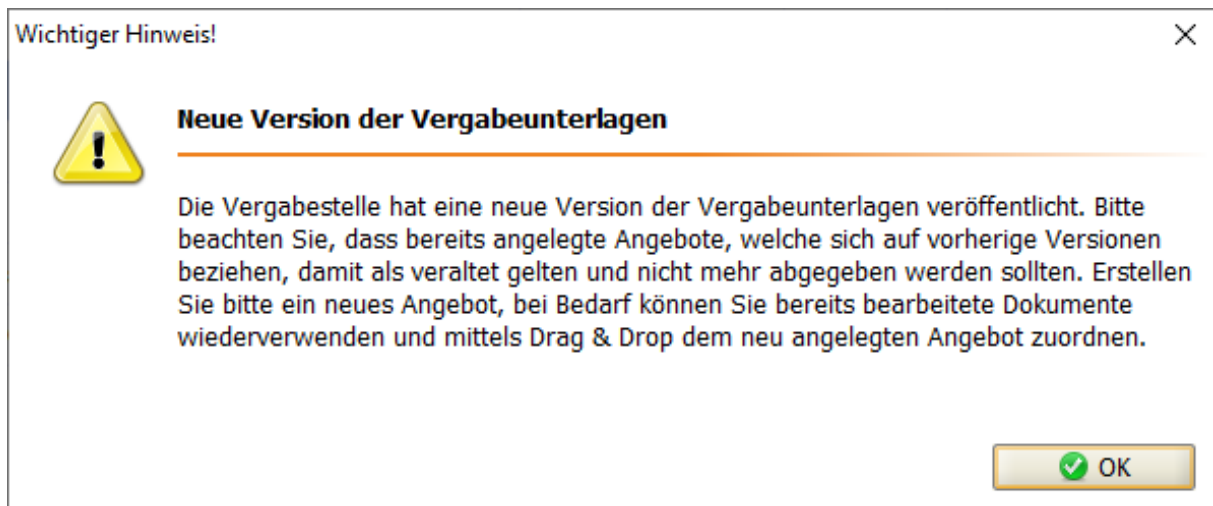 Wichtiger Hinweis!
Neue Version der Vergabeunterlagen
Die Vergabestelle hat eine neue Version der Vergabeunterlagen veröffentlicht. Bitte
beachten Sie, dass bereits angelegte Angebote, welche sich auf vorherige Versionen
beziehen, damit als veraltet gelten und nicht mehr abgegeben werden sollten. Erstellen
Sie bitte ein neues Angebot, bei Bedarf können Sie bereits bearbeitete Dokumente
wiederverwenden und mittels Drag & Drop dem neu angelegten Angebot zuordnen.
OK